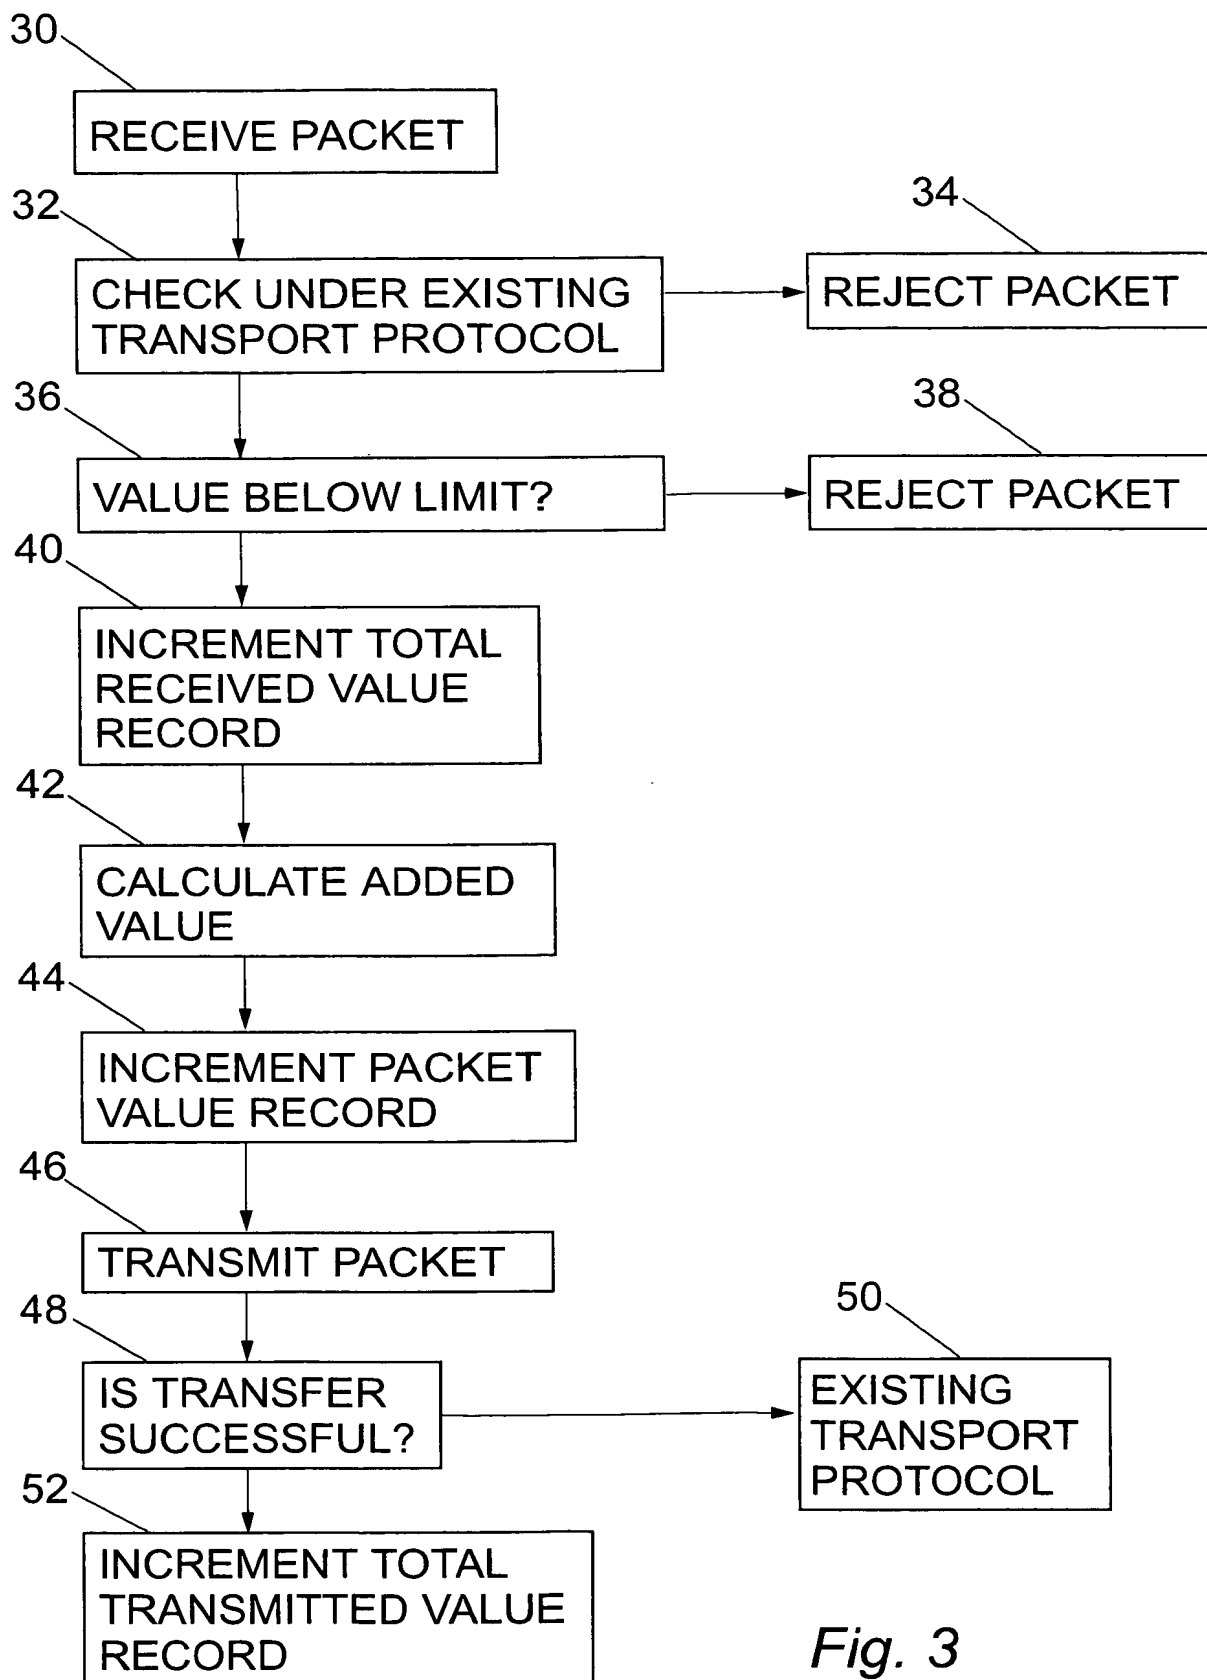 30
RECEIVE PACKET
32
34
CHECK UNDER EXISTING
TRANSPORT PROTOCOL
REJECT PACKET
36
38
VALUE BELOW LIMIT?
REJECT PACKET
40
INCREMENT TOTAL
RECEIVED VALUE
RECORD
42
CALCULATE ADDED
VALUE
44
INCREMENT PACKET
VALUE RECORD
46
TRANSMIT PACKET
48
50
IS TRANSFER
SUCCESSFUL?
EXISTING
TRANSPORT
PROTOCOL
52
INCREMENT TOTAL
TRANSMITTED VALUE
RECORD
Fig. 3